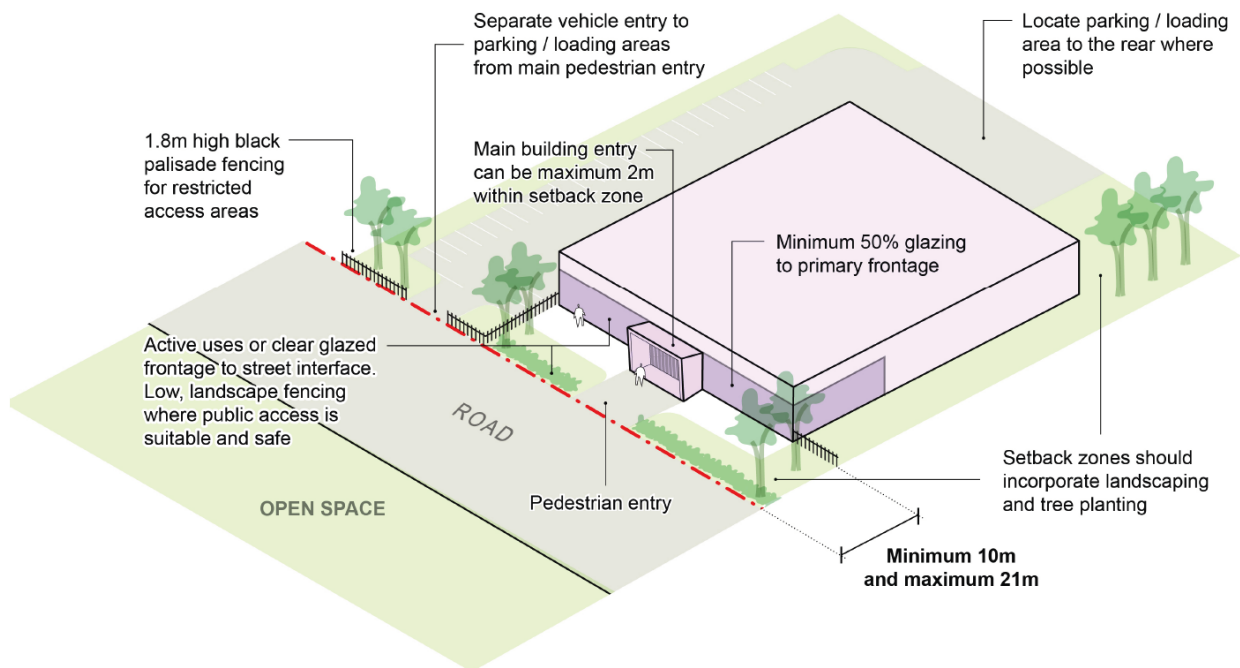 Separate vehicle entry to
parking / loading areas
from main pedestrian entry
Locate parking / loading
area to the rear where
possible
1.8m high black
palisade fencing
for restricted
access areas
Main building entry
can be maximum 2m
within setback zone
Minimum 50% glazing
to primary frontage
Active uses or clear glazed
frontage to street interface.
Low, landscape fencing
where public access is
suitable and safe
ROAD
OPEN SPACE
Pedestrian entry
Setback zones should
incorporate landscaping
and tree planting
Minimum 10m
and maximum 21m